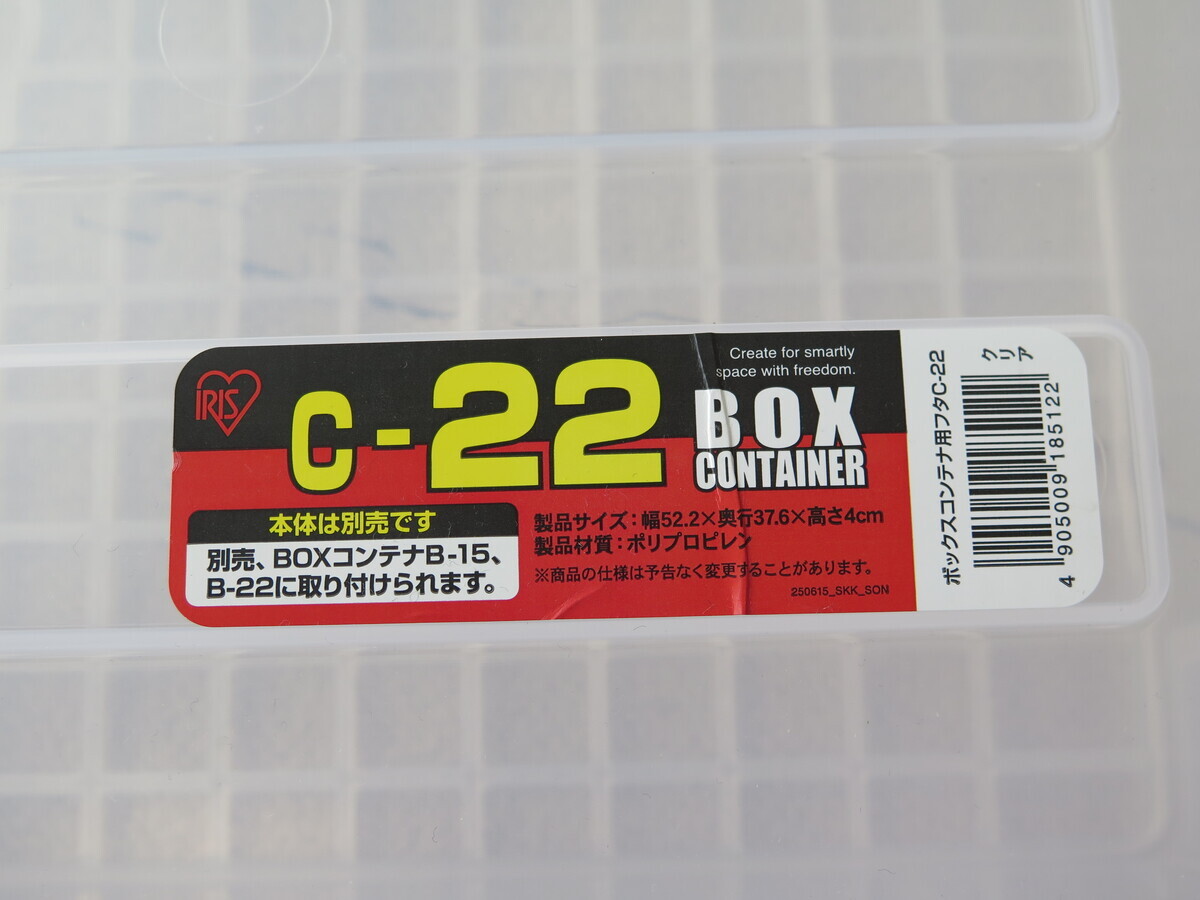 IRIS
C-22
Create for smartly
space with freedom.
BOX
CONTAINER
本体は別売です
別売、BOXコンテナB-15、
B-22に取り付けられます。
製品サイズ：幅52.2×奥行37.6×高さ4cm
製品材質：ポリプロピレン
※商品の仕様は予告なく変更することがあります。
250615_SKK_SON
ボックスコンテナ用フタC-22
クリア
4 905009 185122